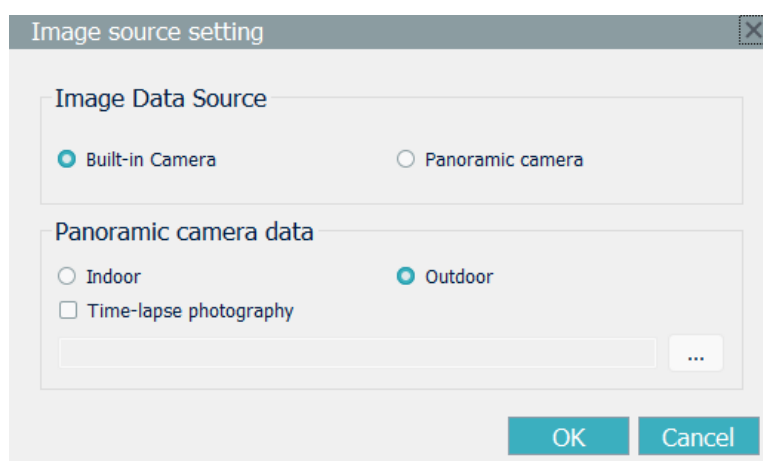 Image source setting
Image Data Source
Built-in Camera
Panoramic camera
Panoramic camera data
Indoor
Outdoor
Time-lapse photography
...
OK
Cancel